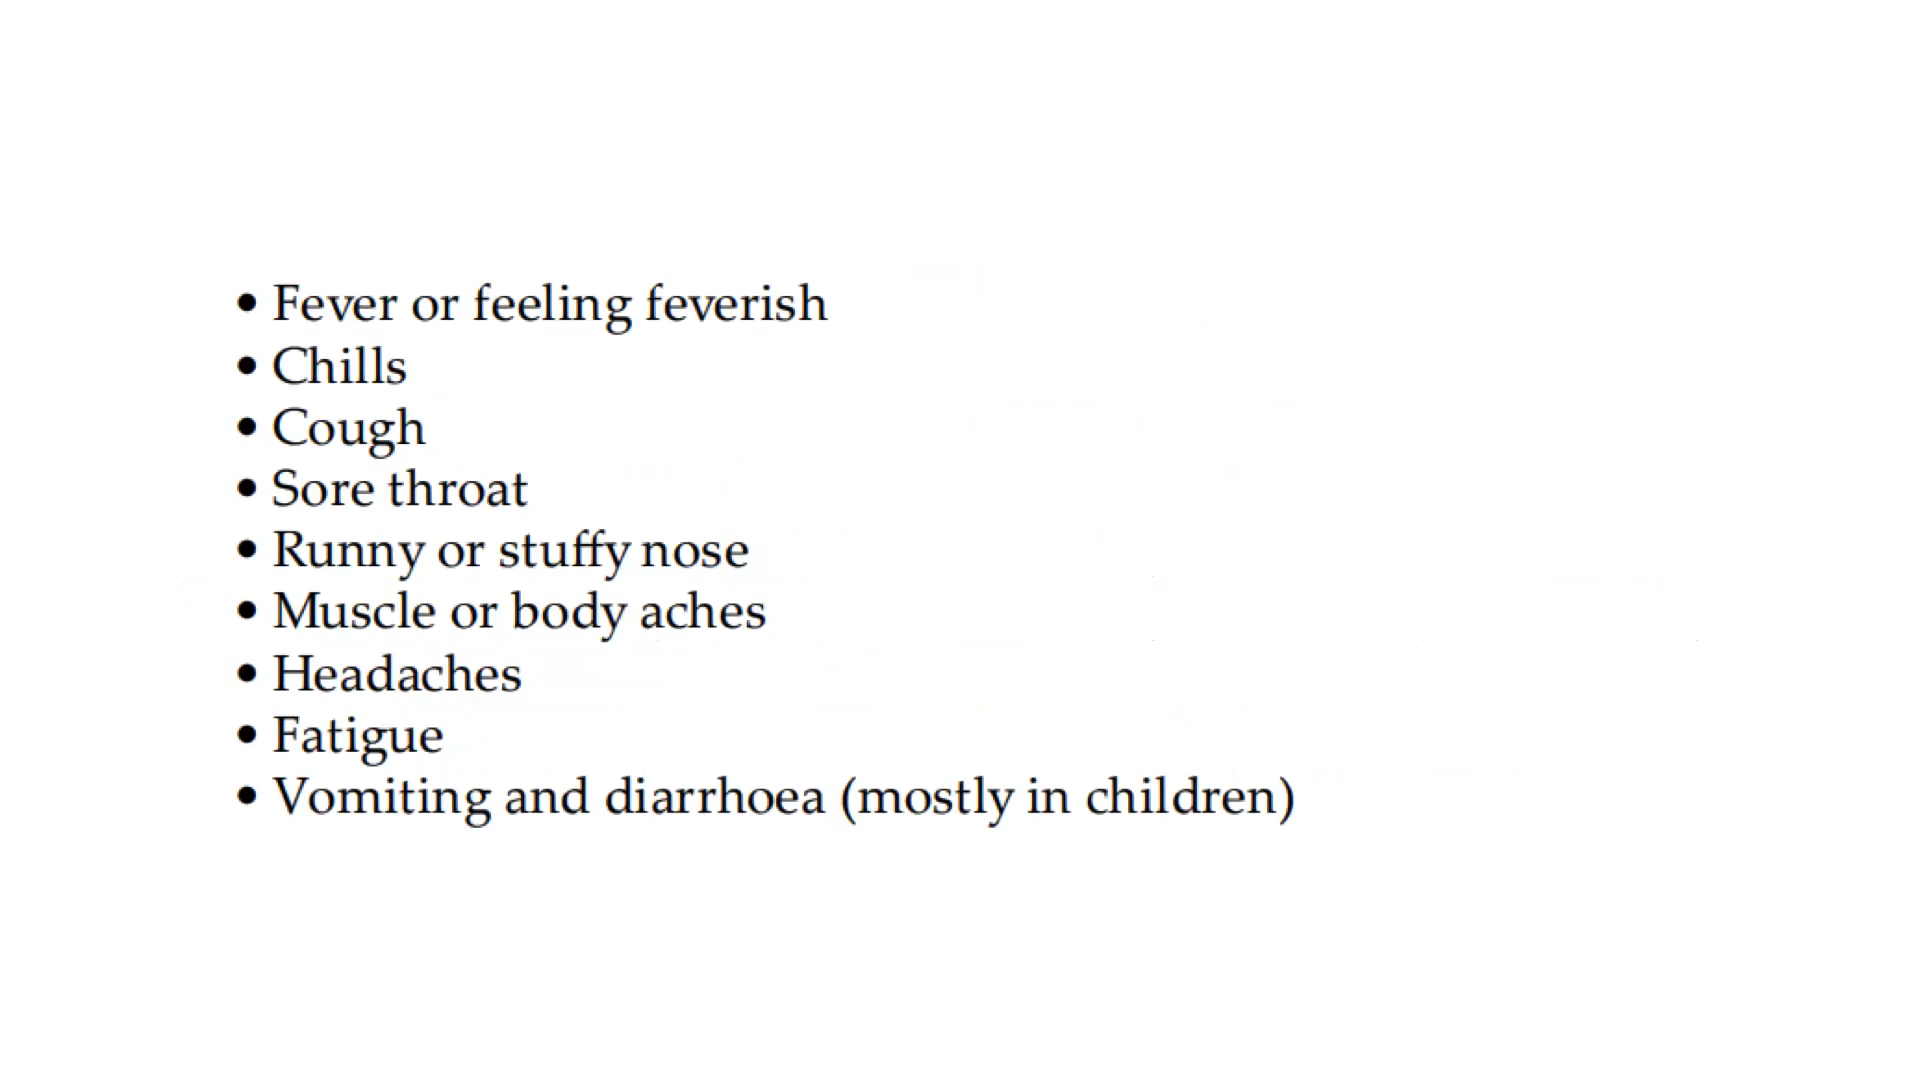 • Fever or feeling feverish
• Chills
• Cough
• Sore throat
• Runny or stuffy nose
• Muscle or body aches
• Headaches
• Fatigue
• Vomiting and diarrhoea (mostly in children)